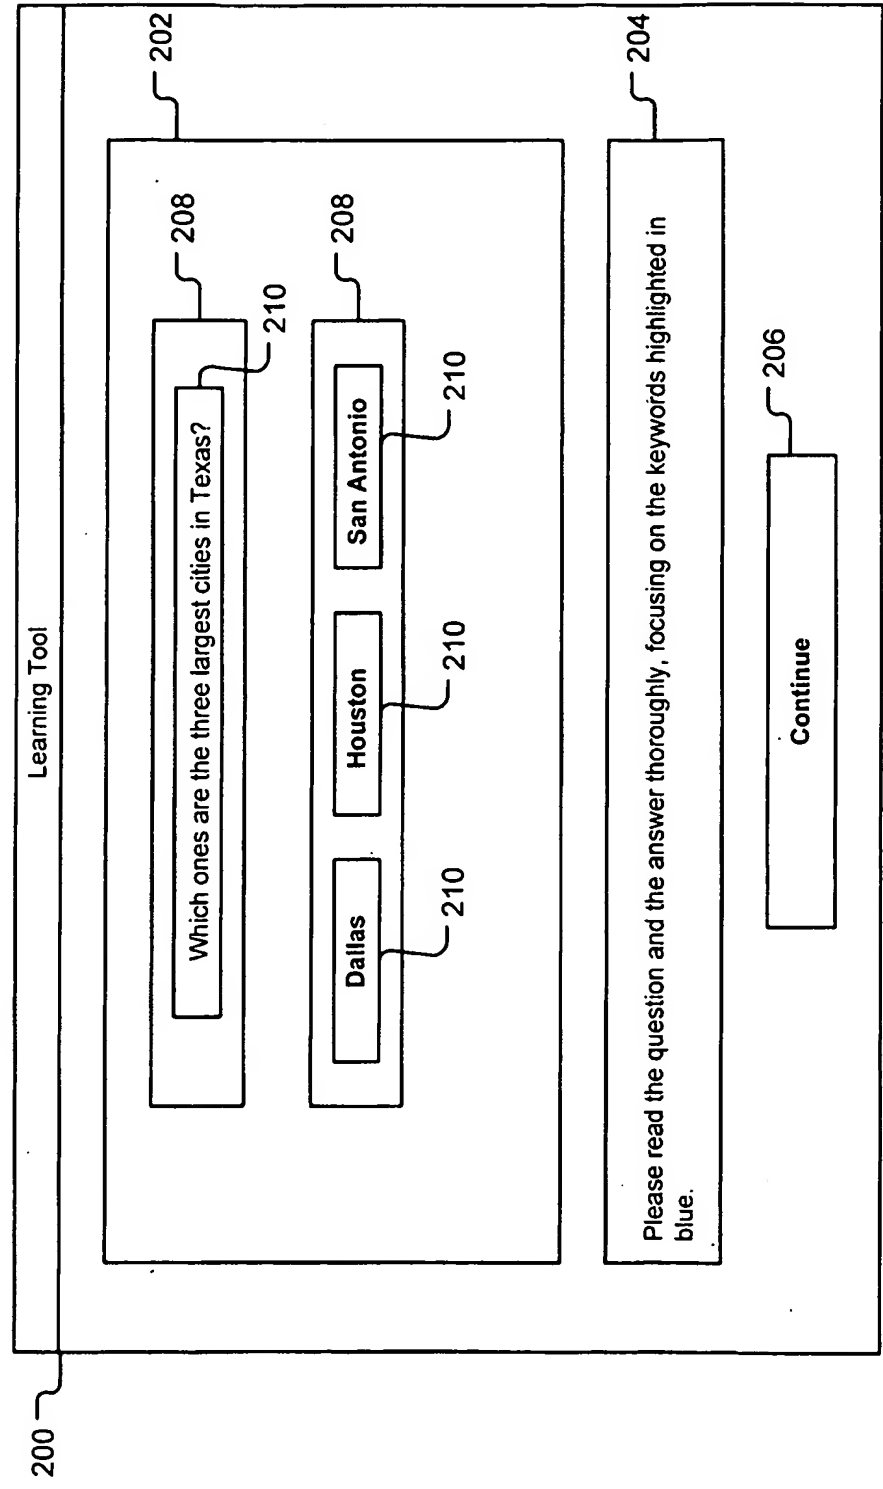 200
Learning Tool
202
208
Which ones are the three largest cities in Texas?
210
208
Dallas
Houston
San Antonio
210
210
210
204
Please read the question and the answer thoroughly, focusing on the keywords highlighted in
blue.
206
Continue